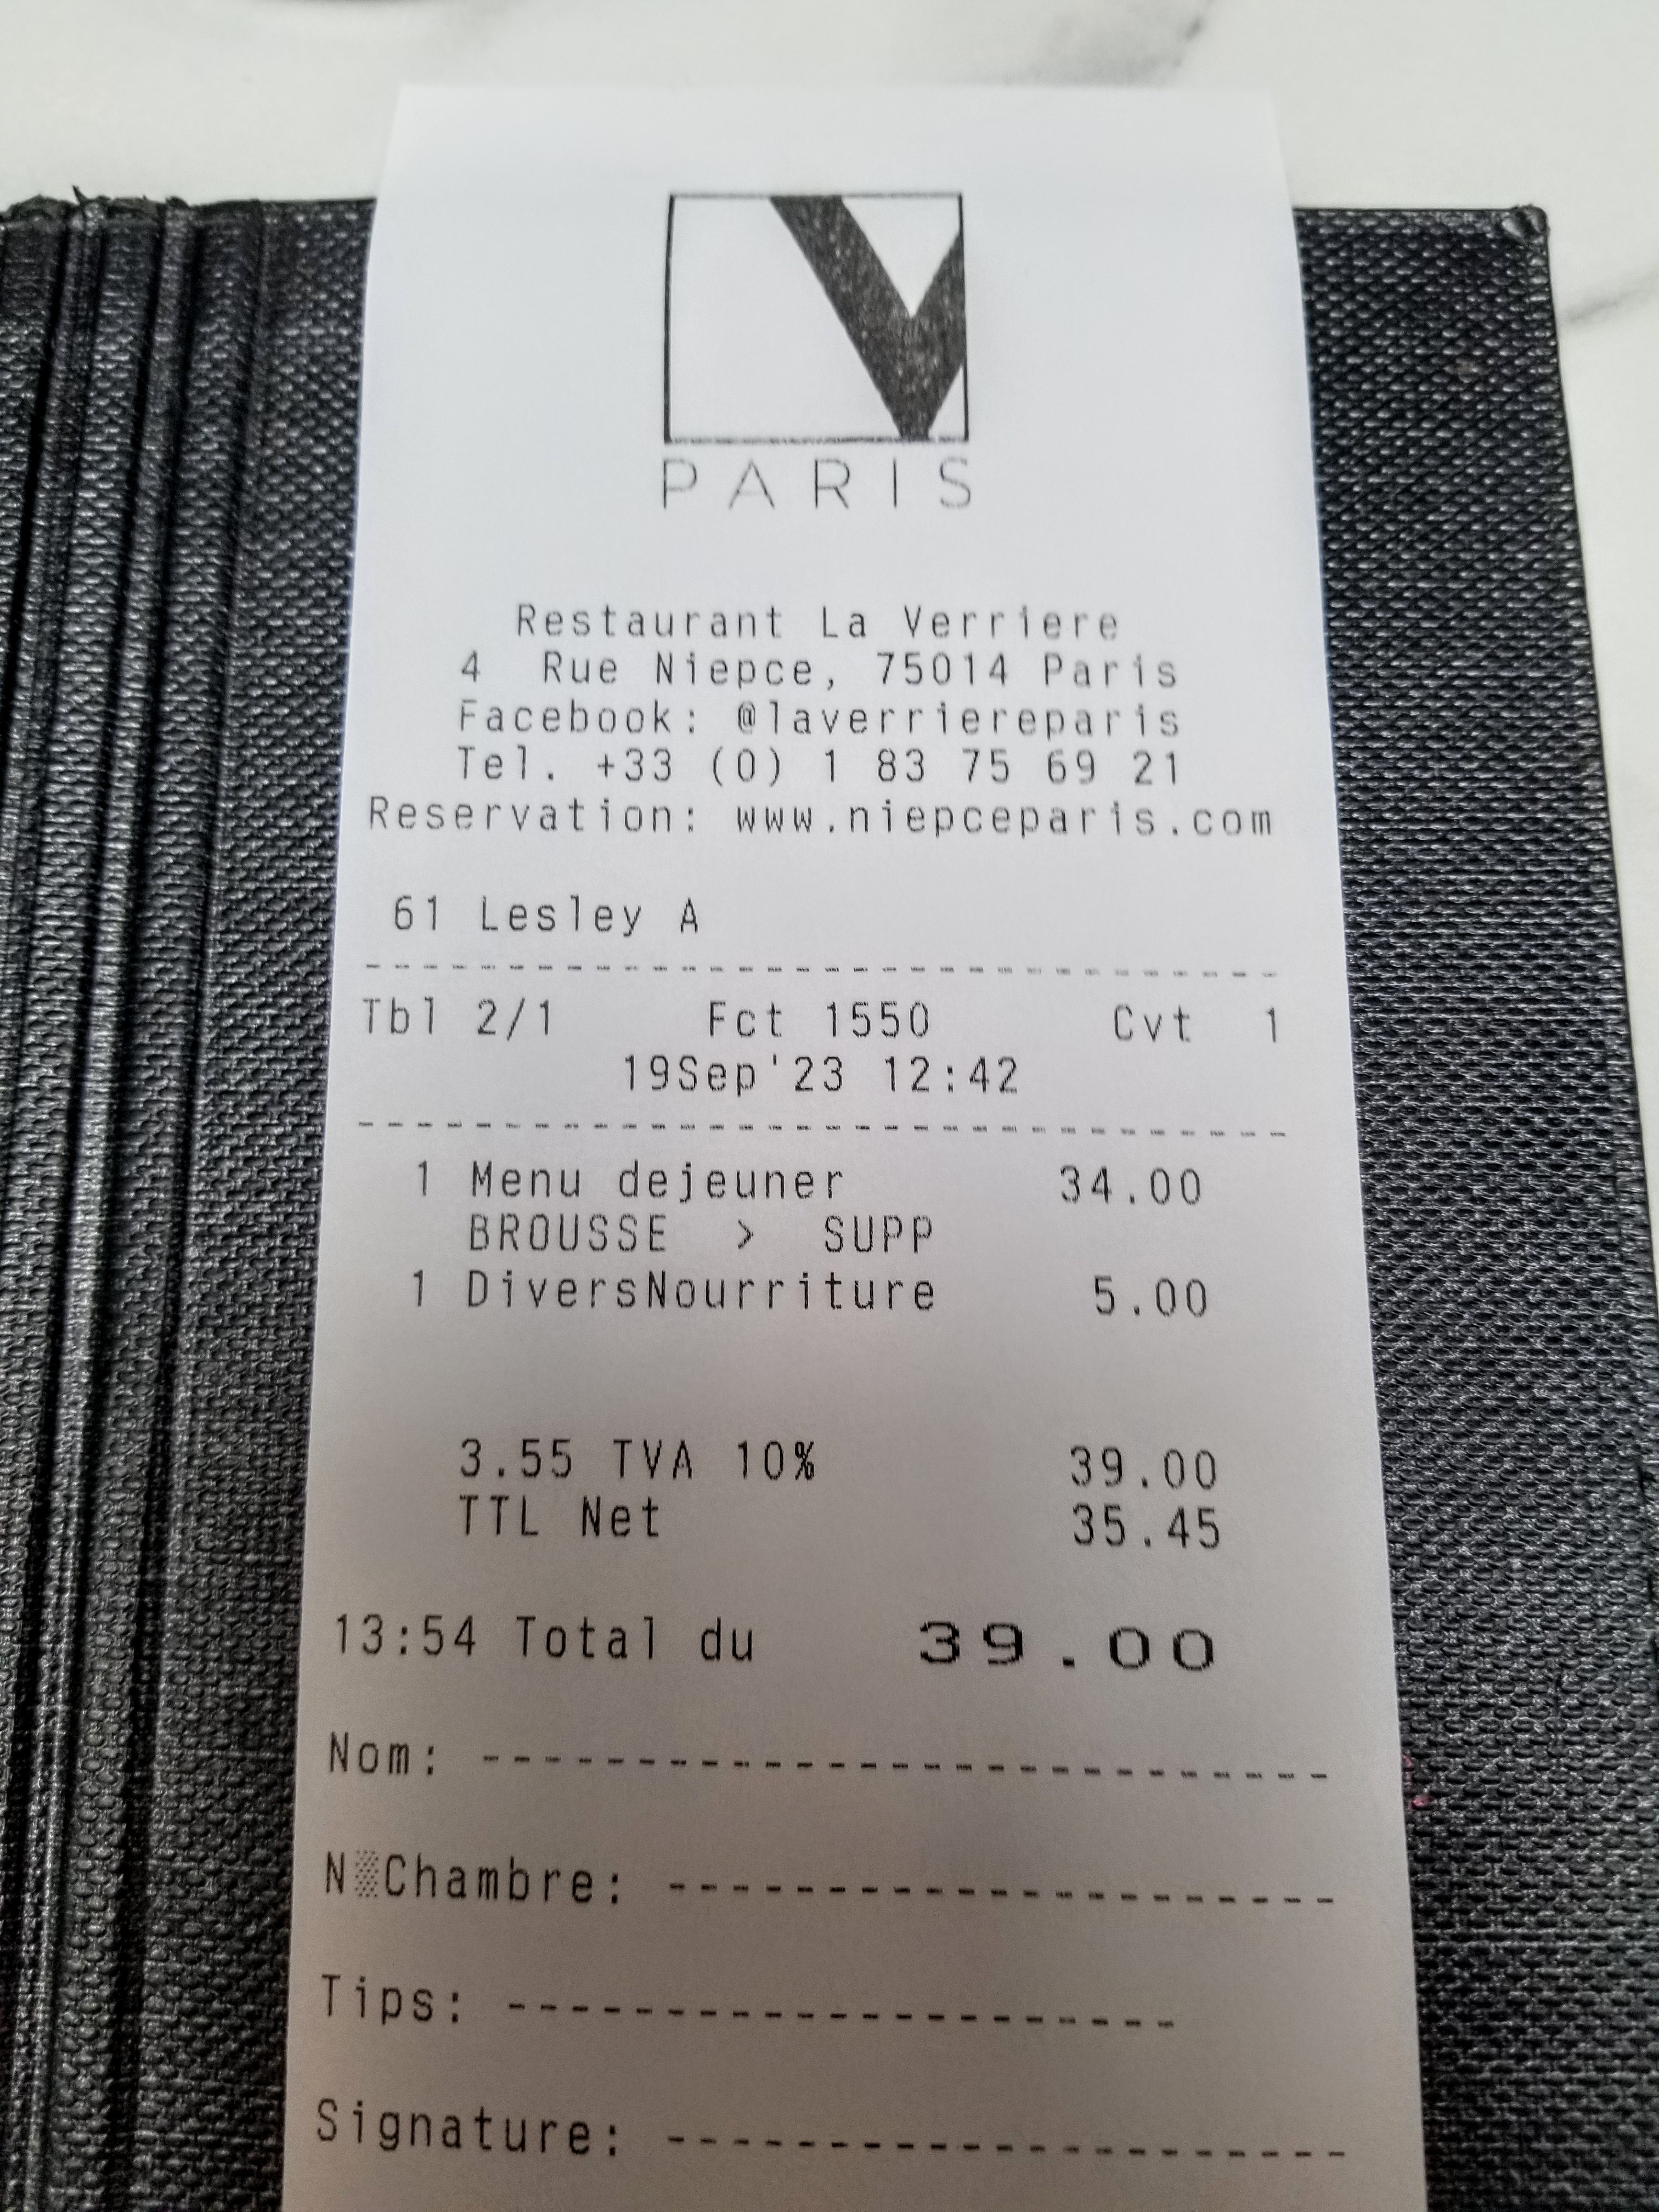 V
PARIS
Restaurant La Verriere
4 Rue Niepce, 75014 Paris
Facebook: @laverriereparis
Tel. +33 (0) 1 83 75 69 21
Reservation: www.niepceparis.com
61 Lesley A
Tbl 2/1 Fct 1550 Cvt 1
19Sep'23 12:42
1 Menu dejeuner 34.00
BROUSSE > SUPP
1 DiversNourriture 5.00
3.55 TVA 10% 39.00
TTL Net 35.45
13:54 Total du 39.00
Nom:
N▒Chambre:
Tips:
Signature: